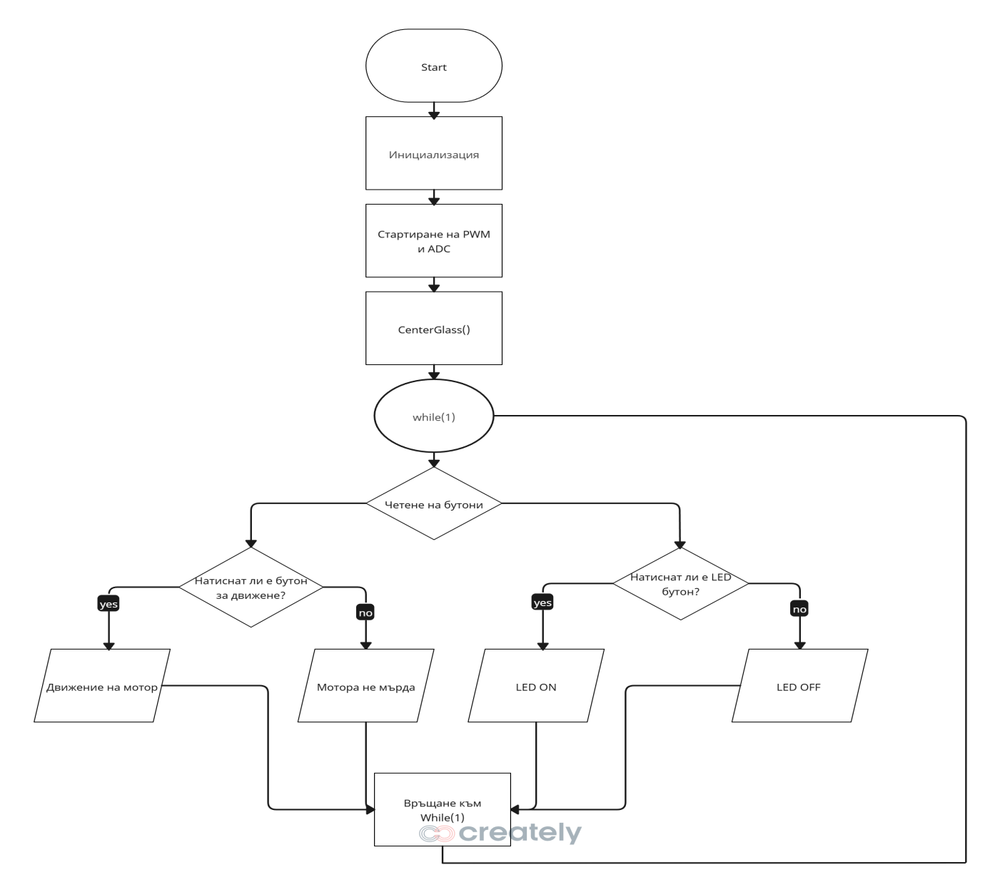 Start
Инициализация
Стартиране на PWM
и ADC
CenterGlass()
while(1)
Четене на бутони
Натиснат ли е бутон
за движене?
Натиснат ли е LED
бутон?
yes
no
yes
no
Движение на мотор
Мотора не мърда
LED ON
LED OFF
Връщане към
While(1)
creately